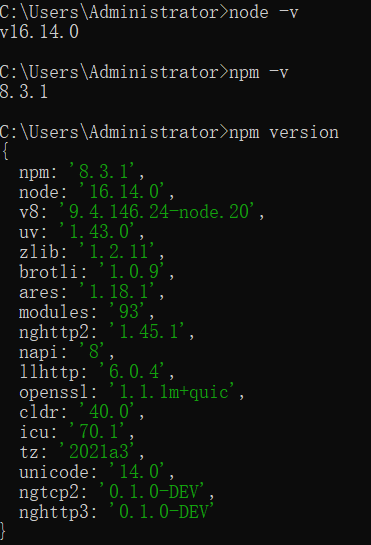 C:\Users\Administrator>node -v
v16.14.0
C:\Users\Administrator>npm -v
8.3.1
C:\Users\Administrator>npm version
{
  npm: '8.3.1',
  node: '16.14.0',
  v8: '9.4.146.24-node.20',
  uv: '1.43.0',
  zlib: '1.2.11',
  brotli: '1.0.9',
  ares: '1.18.1',
  modules: '93',
  nghttp2: '1.45.1',
  napi: '8',
  llhttp: '6.0.4',
  openssl: '1.1.1m+quic',
  cldr: '40.0',
  icu: '70.1',
  tz: '2021a3',
  unicode: '14.0',
  ngtcp2: '0.1.0-DEV',
  nghttp3: '0.1.0-DEV'
}